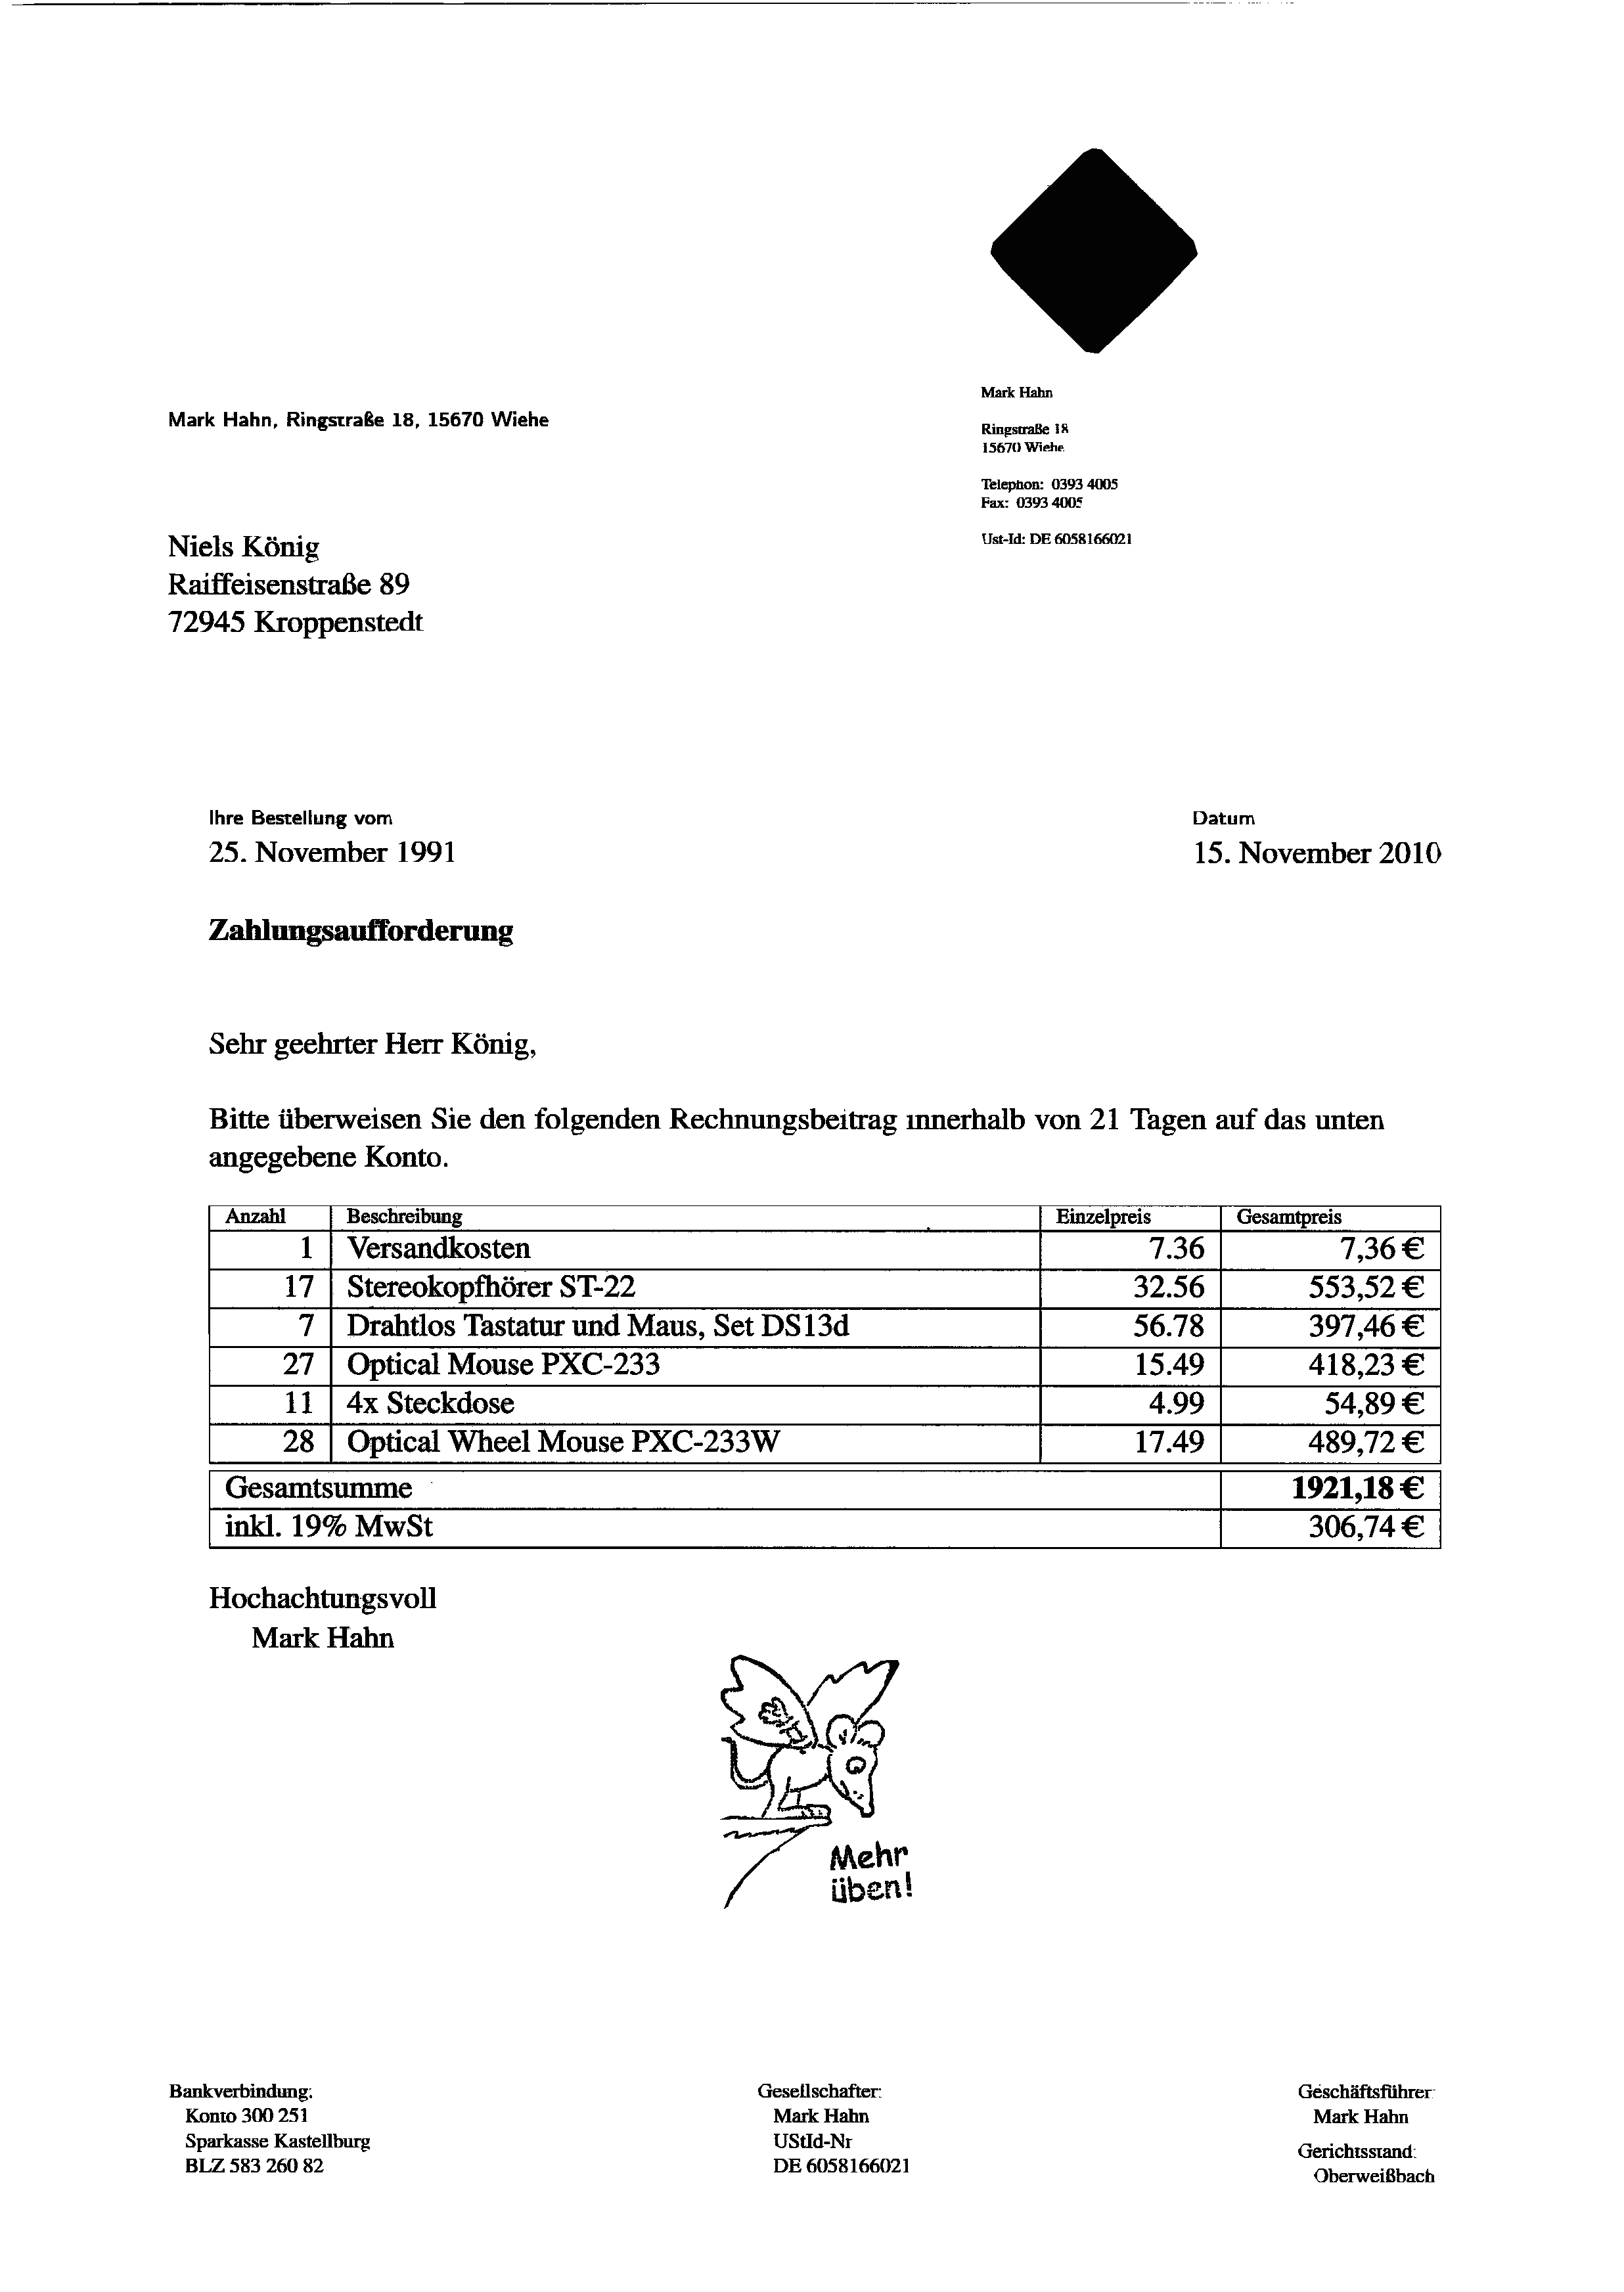 Mark Hahn
Mark Hahn, Ringstraße 18, 15670 Wiehe
Ringstraße 18
15670 Wiehe
Telephon: 0393 4005
Fax: 0393 4005
Ust-Id: DE 6058166021
Niels König
Raiffeisenstraße 89
72945 Kroppenstedt
Ihre Bestellung vom Datum
25. November 1991 15. November 2010
Zahlungsaufforderung
Sehr geehrter Herr König,
Bitte überweisen Sie den folgenden Rechnungsbeitrag innerhalb von 21 Tagen auf das unten
angegebene Konto.
Anzahl Beschreibung Einzelpreis Gesamtpreis
1 Versandkosten 7.36 7,36 €
17 Stereokopfhörer ST-22 32.56 553,52 €
7 Drahtlos Tastatur und Maus, Set DS13d 56.78 397,46 €
27 Optical Mouse PXC-233 15.49 418,23 €
11 4x Steckdose 4.99 54,89 €
28 Optical Wheel Mouse PXC-233W 17.49 489,72 €
Gesamtsumme 1921,18 €
inkl. 19% MwSt 306,74 €
Hochachtungsvoll
Mark Hahn
Mehr
üben!
Bankverbindung:
Konto 300 251
Sparkasse Kastellburg
BLZ 583 260 82
Gesellschafter:
Mark Hahn
UStId-Nr
DE 6058166021
Geschäftsführer
Mark Hahn
Gerichtsstand:
Oberweißbach